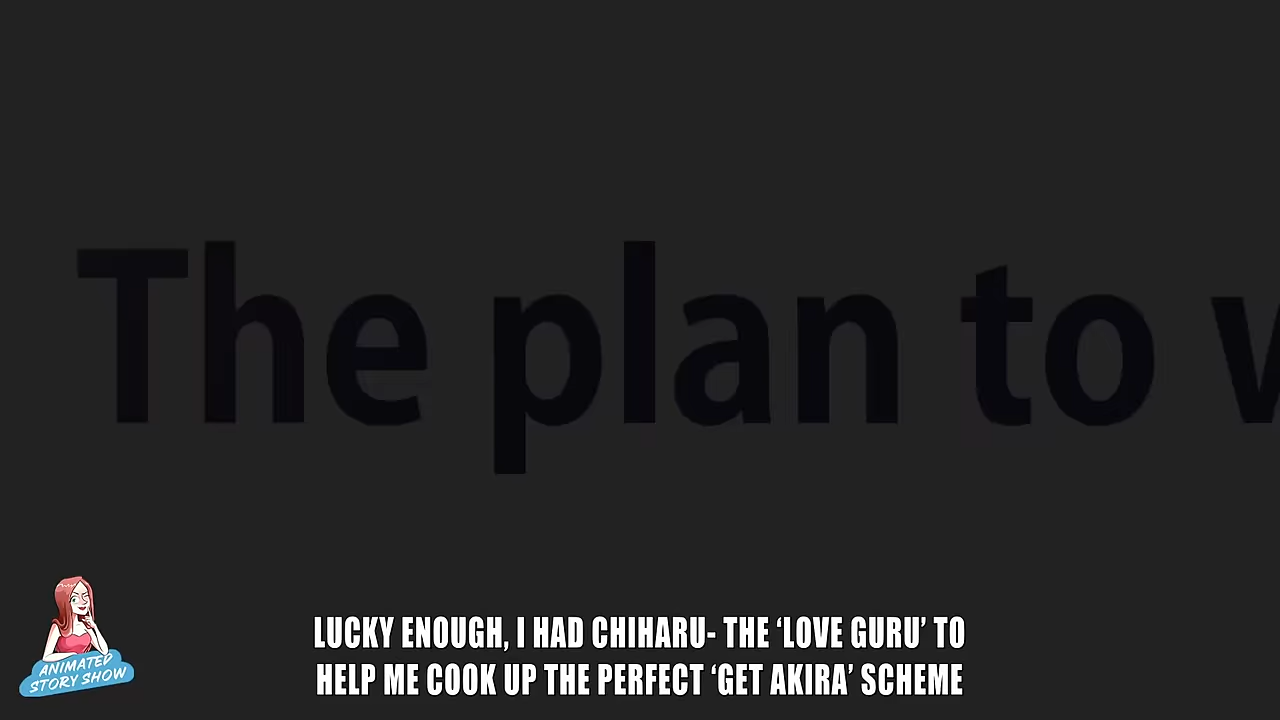 The plan to
LUCKY ENOUGH, I HAD CHIHARU- THE ‘LOVE GURU’ TO
HELP ME COOK UP THE PERFECT ‘GET AKIRA’ SCHEME
ANIMATED
STORY SHOW